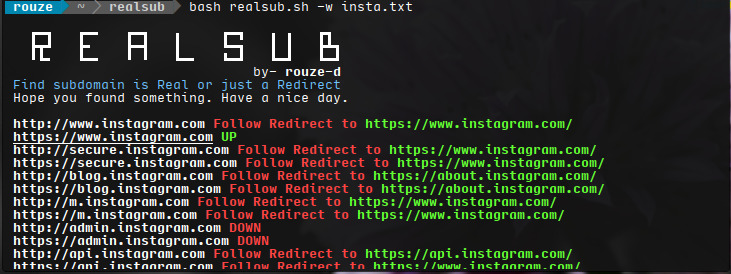 rouze ~ realsub bash realsub.sh -w insta.txt
REALSUB
by- rouze-d
Find subdomain is Real or just a Redirect
Hope you found something. Have a nice day.
http://www.instagram.com Follow Redirect to https://www.instagram.com/
https://www.instagram.com UP
http://secure.instagram.com Follow Redirect to https://www.instagram.com/
https://secure.instagram.com Follow Redirect to https://www.instagram.com/
http://blog.instagram.com Follow Redirect to https://about.instagram.com/
https://blog.instagram.com Follow Redirect to https://about.instagram.com/
http://m.instagram.com Follow Redirect to https://www.instagram.com/
https://m.instagram.com Follow Redirect to https://www.instagram.com/
http://admin.instagram.com DOWN
https://admin.instagram.com DOWN
http://api.instagram.com Follow Redirect to https://api.instagram.com/
https://api.instagram.com Follow Redirect to https://www.instagram.com/